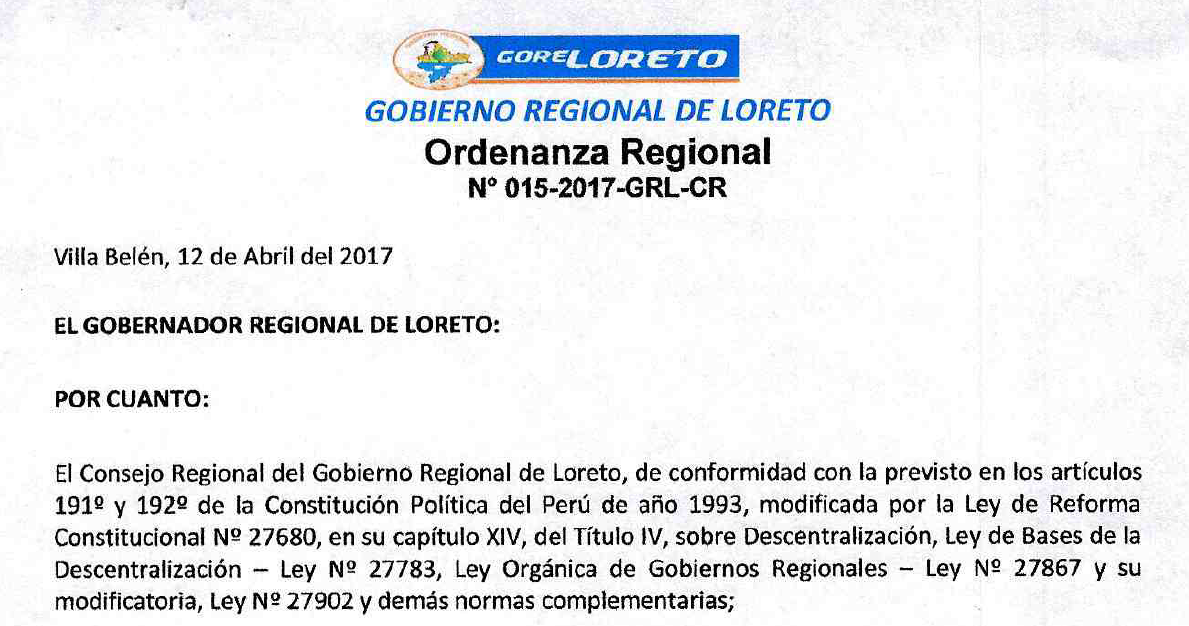 GORELORETO
GOBIERNO REGIONAL DE LORETO
Ordenanza Regional
N° 015-2017-GRL-CR
Villa Belén, 12 de Abril del 2017
EL GOBERNADOR REGIONAL DE LORETO:
POR CUANTO:
El Consejo Regional del Gobierno Regional de Loreto, de conformidad con la previsto en los artículos
191º y 192º de la Constitución Política del Perú de año 1993, modificada por la Ley de Reforma
Constitucional Nº 27680, en su capítulo XIV, del Título IV, sobre Descentralización, Ley de Bases de la
Descentralización – Ley Nº 27783, Ley Orgánica de Gobiernos Regionales – Ley Nº 27867 y su
modificatoria, Ley Nº 27902 y demás normas complementarias;